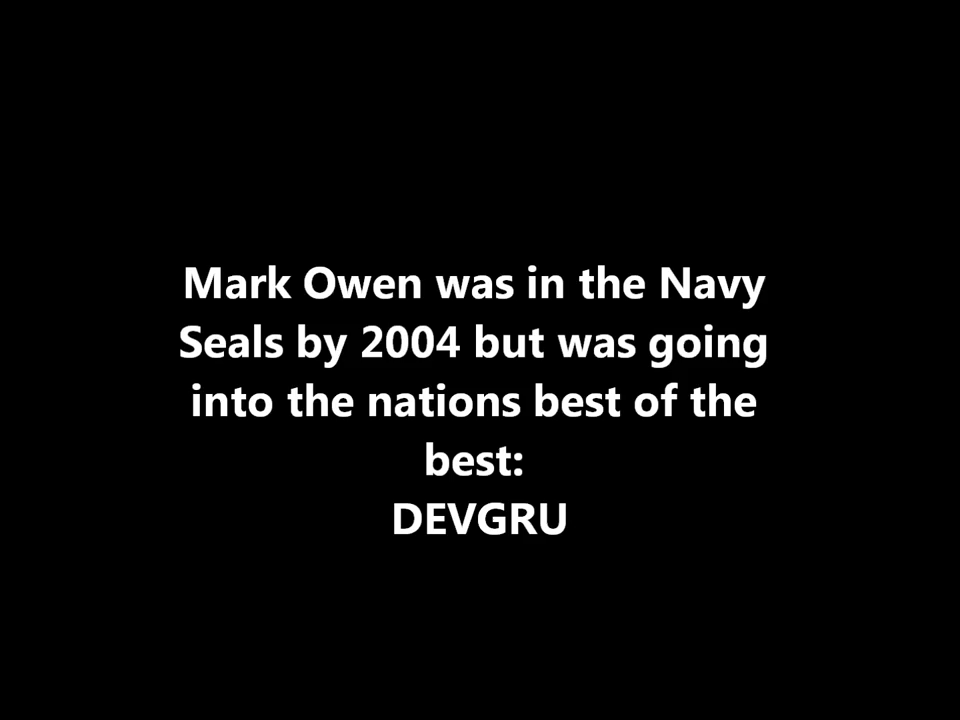 Mark Owen was in the Navy
Seals by 2004 but was going
into the nations best of the
best:
DEVGRU